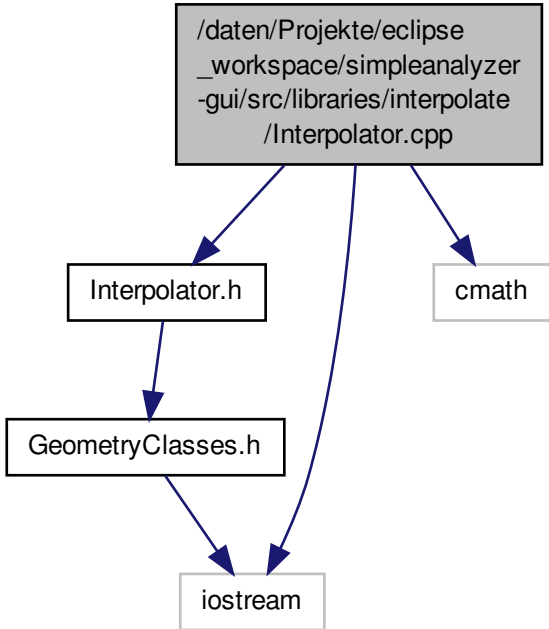 /daten/Projekte/eclipse
_workspace/simpleanalyzer
-gui/src/libraries/interpolate
/Interpolator.cpp
Interpolator.h
cmath
GeometryClasses.h
iostream